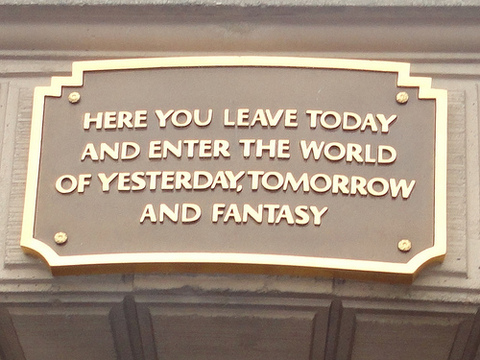 HERE YOU LEAVE TODAY
AND ENTER THE WORLD
OF YESTERDAY, TOMORROW
AND FANTASY